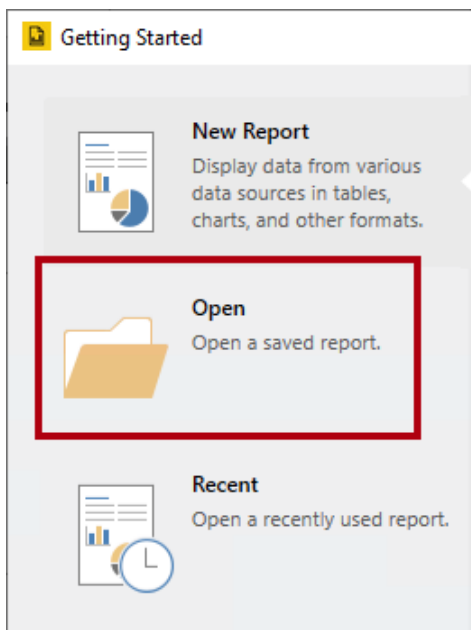 Getting Started
New Report
Display data from various
data sources in tables,
charts, and other formats.
Open
Open a saved report.
Recent
Open a recently used report.